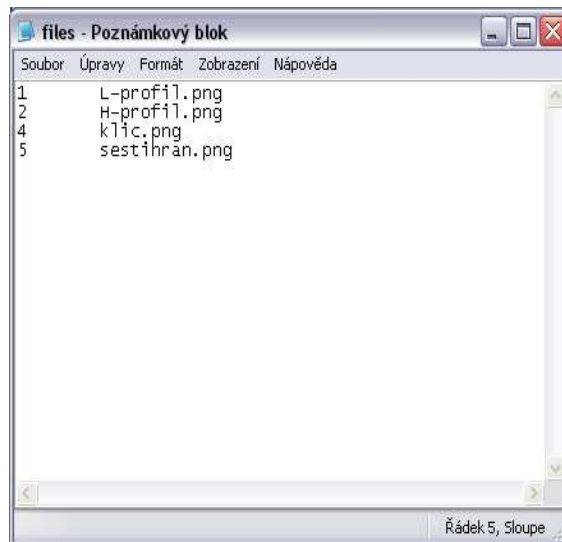 files - Poznámkový blok
Soubor Úpravy Formát Zobrazení Nápověda
1 L-profil.png
2 H-profil.png
4 klic.png
5 sestihran.png
Řádek 5, Sloupe